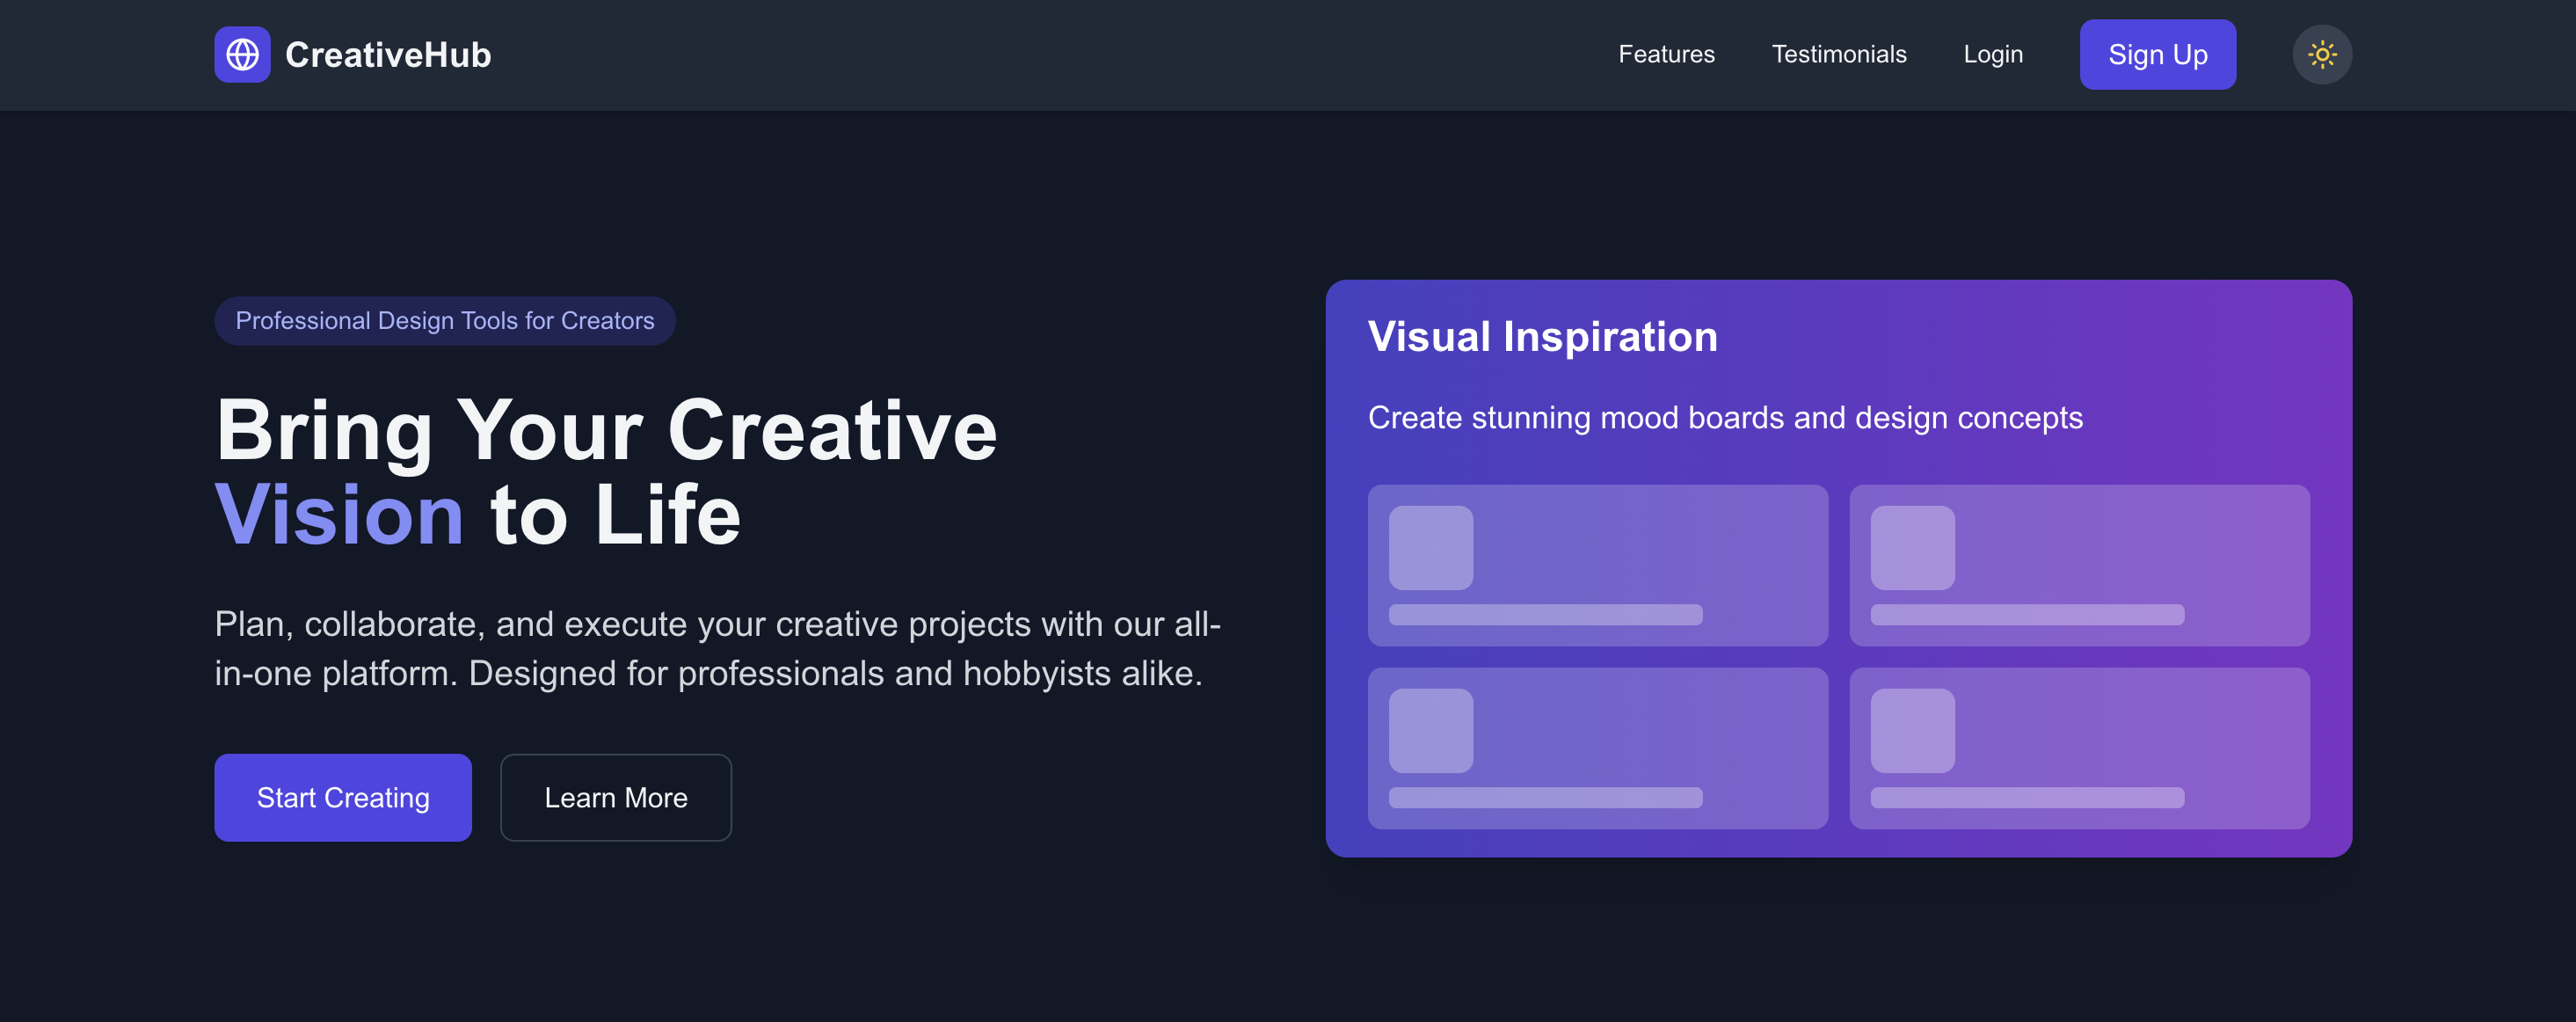 CreativeHub
Features
Testimonials
Login
Sign Up
Professional Design Tools for Creators
Bring Your Creative
Vision to Life
Plan, collaborate, and execute your creative projects with our all-
in-one platform. Designed for professionals and hobbyists alike.
Start Creating
Learn More
Visual Inspiration
Create stunning mood boards and design concepts